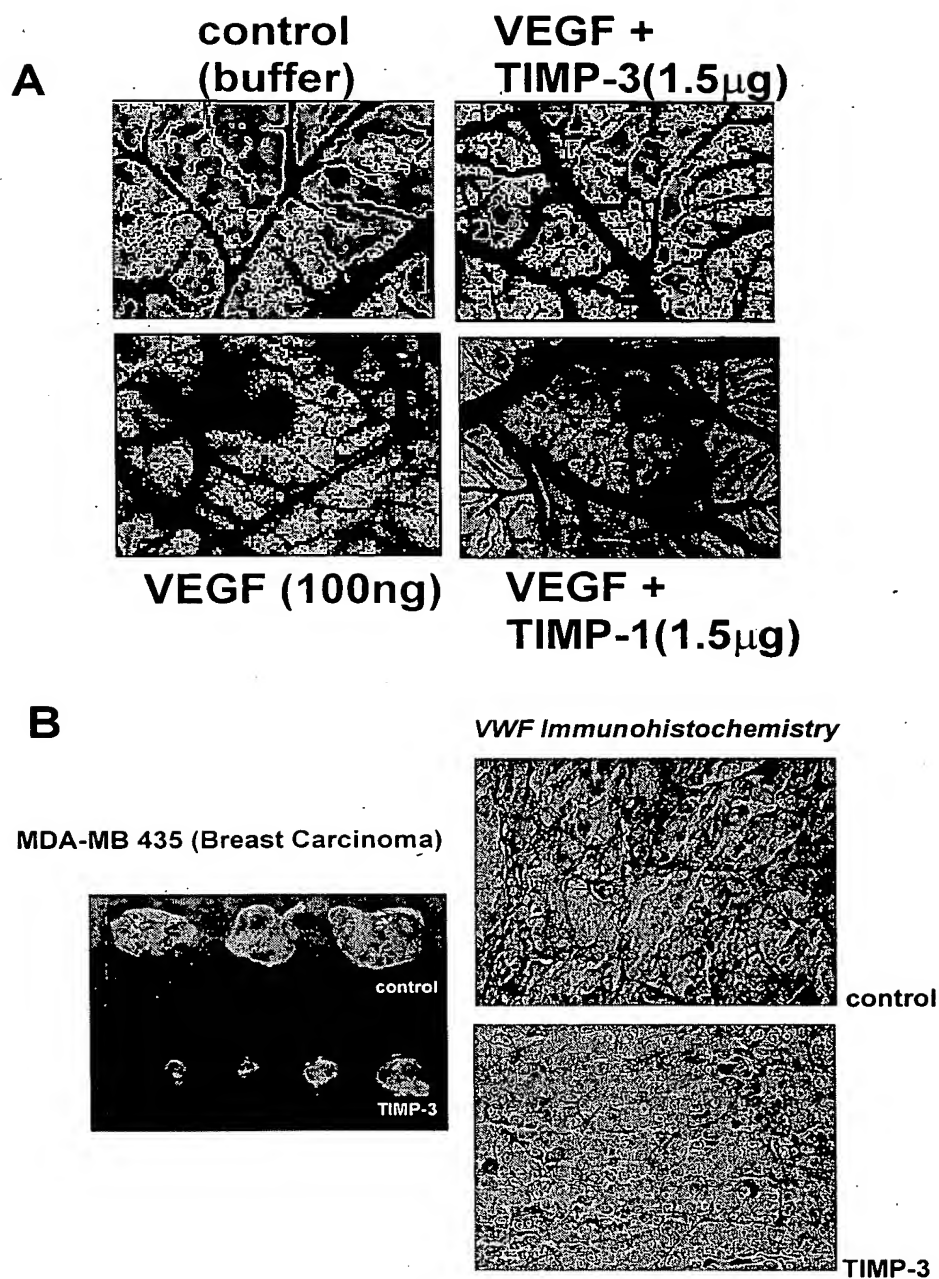 A
control
(buffer)
VEGF +
TIMP-3(1.5μg)
VEGF (100ng)
VEGF +
TIMP-1(1.5μg)
B
VWF Immunohistochemistry
MDA-MB 435 (Breast Carcinoma)
control
TIMP-3
control
TIMP-3